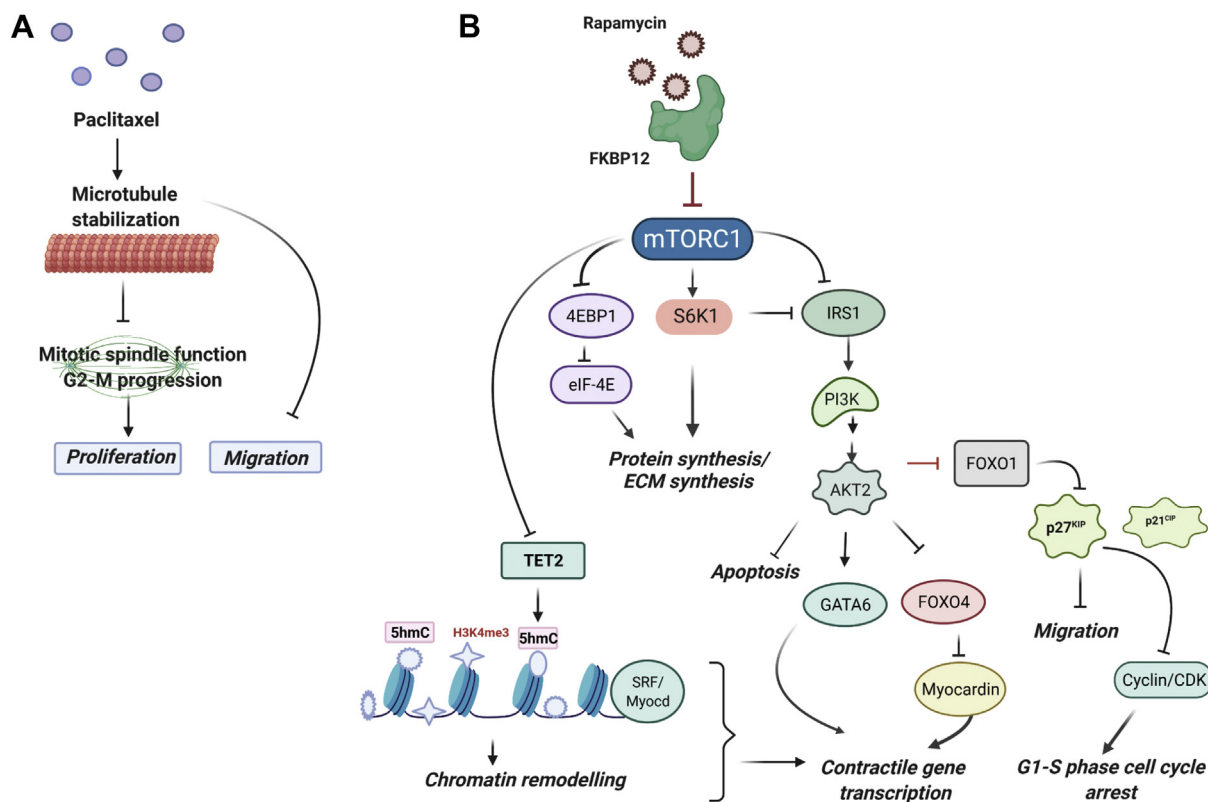 A
Paclitaxel
Microtubule
stabilization
Mitotic spindle function
G2-M progression
Proliferation
Migration
B
Rapamycin
FKBP12
mTORC1
4EBP1
S6K1
IRS1
eIF-4E
PI3K
Protein synthesis/
ECM synthesis
AKT2
FOXO1
p27KIP
p21CIP
TET2
Apoptosis
GATA6
FOXO4
Migration
5hmC
H3K4me3
5hmC
SRF/
Myocd
Myocardin
Cyclin/CDK
Chromatin remodelling
Contractile gene
transcription
G1-S phase cell cycle
arrest